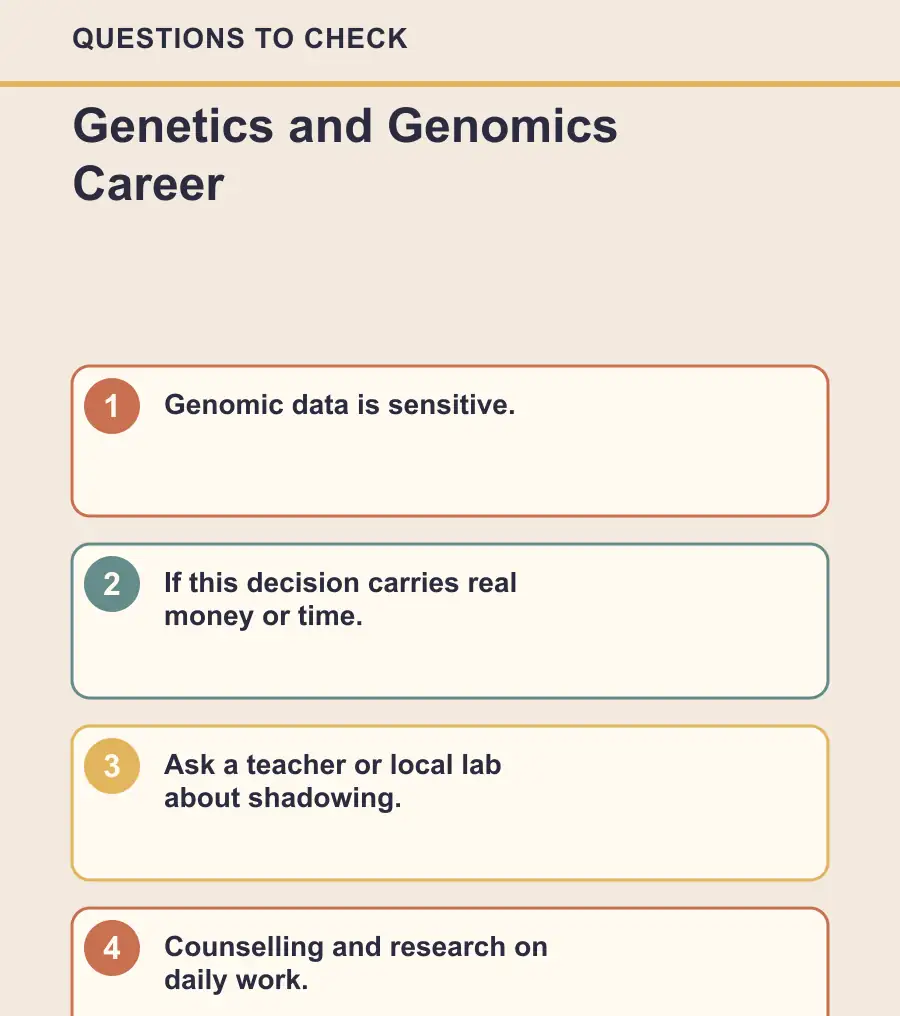 QUESTIONS TO CHECK
Genetics and Genomics
Career
1
Genomic data is sensitive.
2
If this decision carries real
money or time.
3
Ask a teacher or local lab
about shadowing.
4
Counselling and research on
daily work.